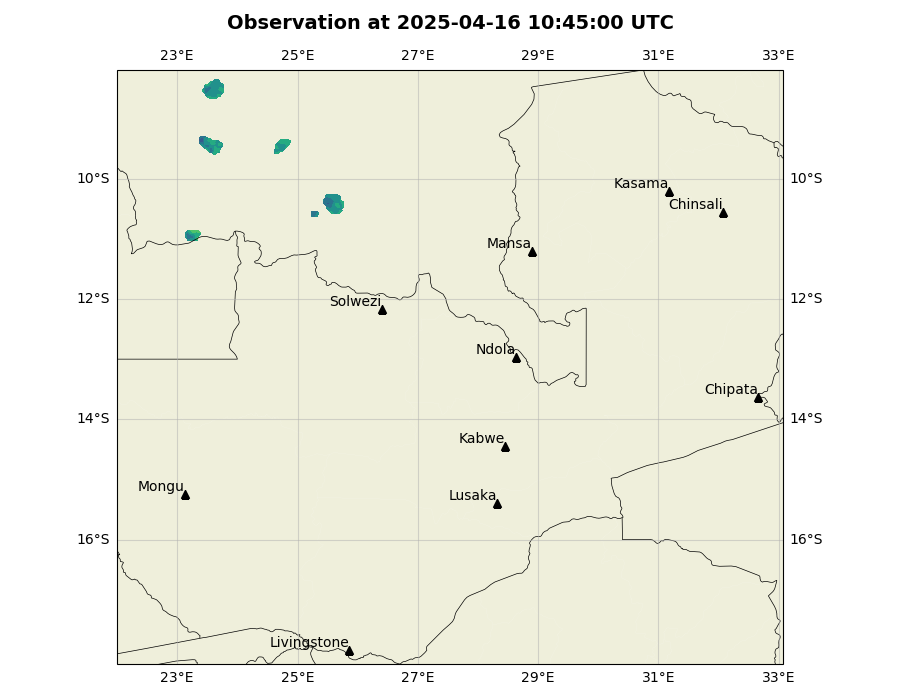 Observation at 2025-04-16 10:45:00 UTC
23°E 25°E 27°E 29°E 31°E 33°E
10°S 10°S
Kasama
Chinsali
Mansa
12°S 12°S
Solwezi
Ndola
Chipata
14°S 14°S
Kabwe
Mongu
Lusaka
16°S 16°S
Livingstone
23°E 25°E 27°E 29°E 31°E 33°E